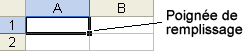 A B
1 Poignée de
2 remplissage